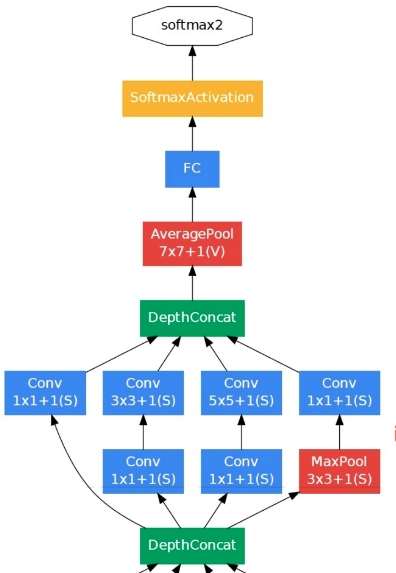 softmax2
SoftmaxActivation
FC
AveragePool
7x7+1(V)
DepthConcat
Conv
1x1+1(S)
Conv
3x3+1(S)
Conv
5x5+1(S)
Conv
1x1+1(S)
Conv
1x1+1(S)
Conv
1x1+1(S)
MaxPool
3x3+1(S)
DepthConcat